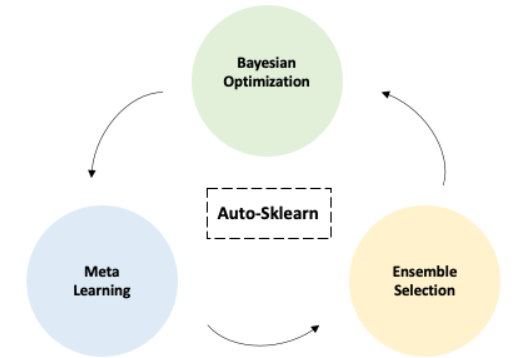 Bayesian
Optimization
Auto-Sklearn
Meta
Learning
Ensemble
Selection